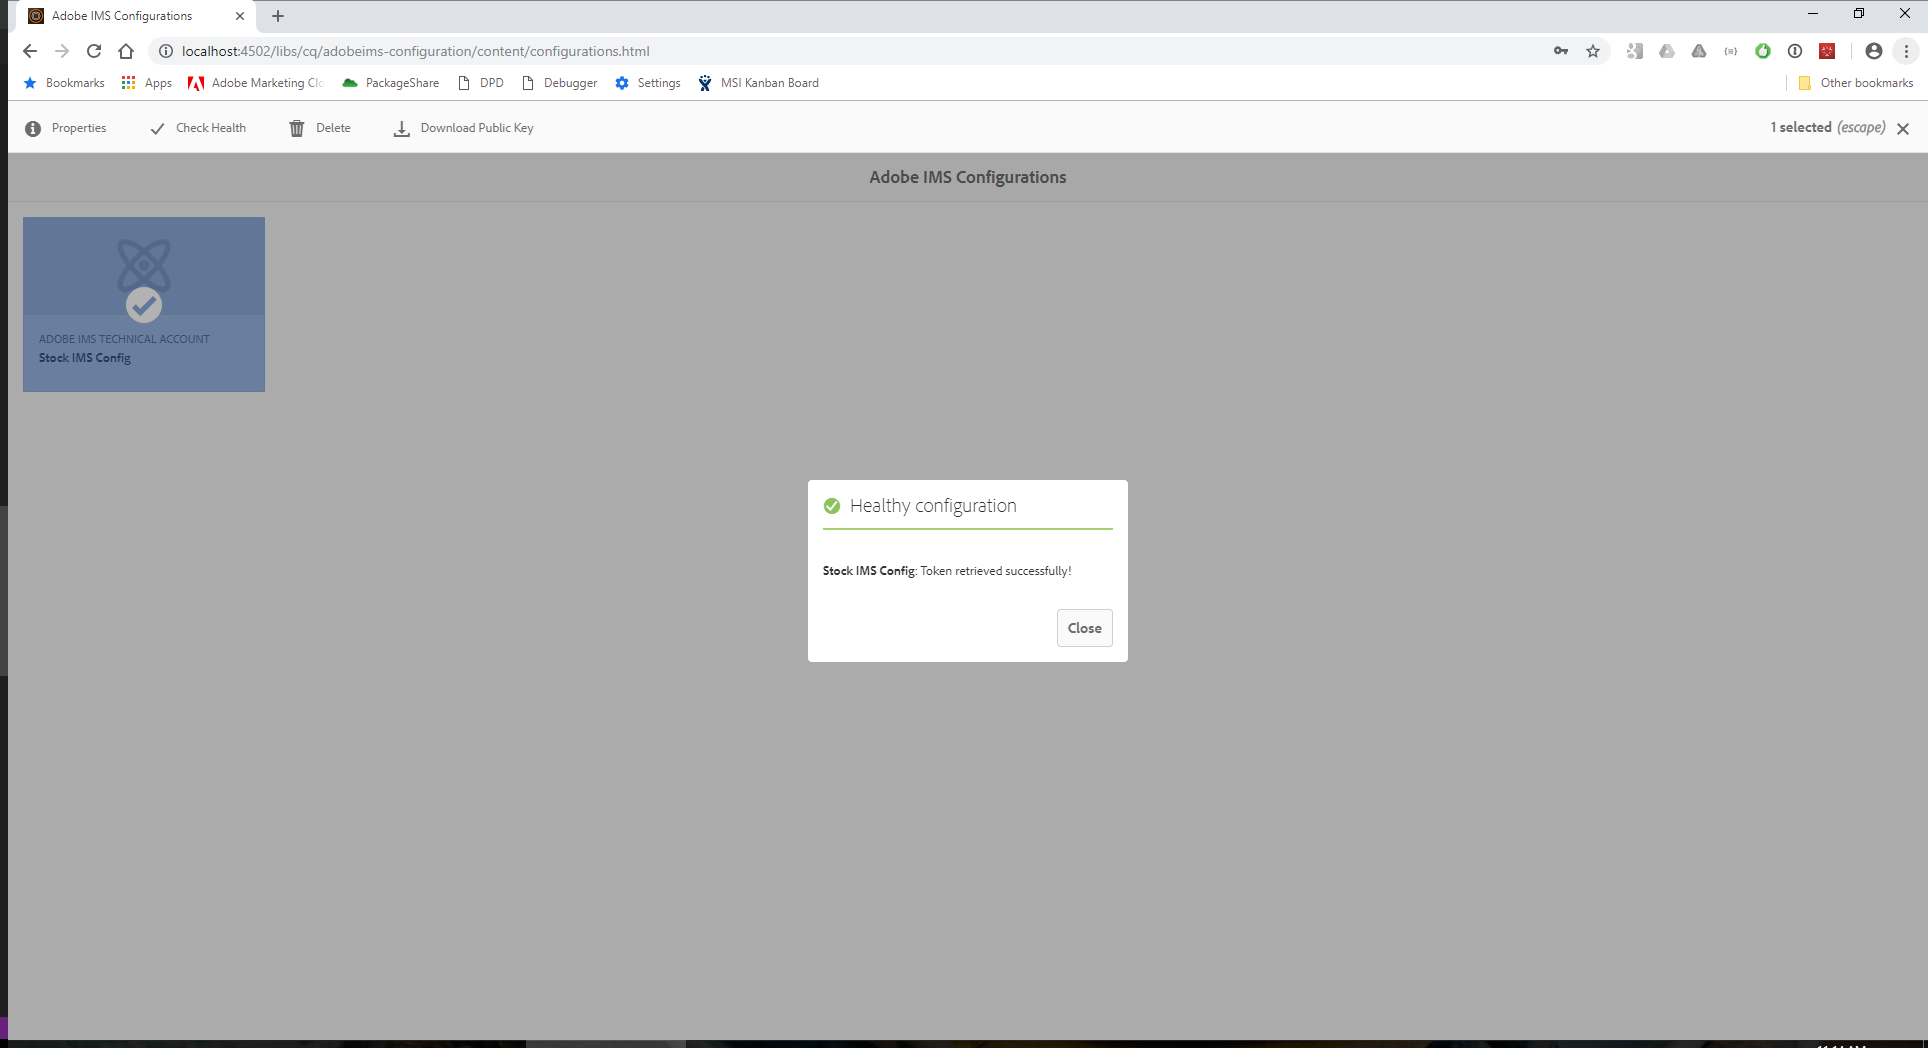 Adobe IMS Configurations
localhost:4502/libs/cq/adobeims-configuration/content/configurations.html
Bookmarks Apps Adobe Marketing Clo PackageShare DPD Debugger Settings MSI Kanban Board Other bookmarks
Properties Check Health Delete Download Public Key 1 selected (escape)
Adobe IMS Configurations
ADOBE IMS TECHNICAL ACCOUNT
Stock IMS Config
Healthy configuration
Stock IMS Config: Token retrieved successfully!
Close